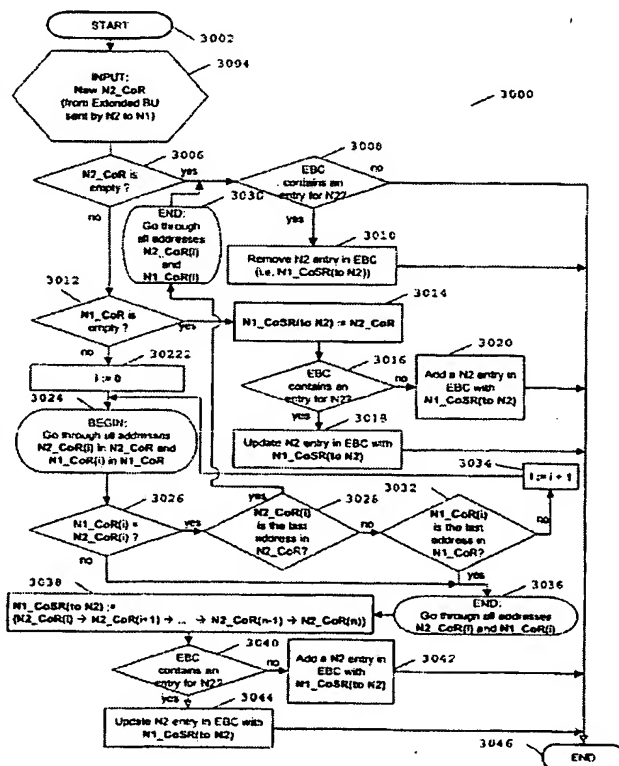 START
3002
3004
INPUT:
New N2_CoR
(from Extended BU
sent by N2 to N1)
3000
3006
N2_CoR is
empty ?
yes
no
3008
EBC
contains an
entry for N2?
no
yes
3030
END:
Go through
all addresses
N2_CoR(i)
and
N1_CoR(i)
3010
Remove N2 entry in EBC
(i.e. N1_CoSR(to N2))
3012
N1_CoR is
empty ?
yes
no
3014
N1_CoSR(to N2) := N2_CoR
3016
EBC
contains an
entry for N2?
no
yes
3020
Add a N2 entry in
EBC with
N1_CoSR(to N2)
30222
i := 0
3018
Update N2 entry in EBC with
N1_CoSR(to N2)
3024
BEGIN:
Go through all addresses
N2_CoR(i) in N2_CoR and
N1_CoR(i) in N1_CoR
3034
i := i + 1
3026
N1_CoR(i) =
N2_CoR(i) ?
yes
no
3028
yes
N2_CoR(i)
is the last
address in
N2_CoR?
no
3032
N1_CoR(i)
is the last
address in
N1_CoR?
no
yes
3036
END:
Go through all addresses
N2_CoR(i) and N1_CoR(i)
3038
N1_CoSR(to N2) :=
(N2_CoR(i) → N2_CoR(i+1) → ... → N2_CoR(n-1) → N2_CoR(n))
3040
EBC
contains an
entry for N2?
no
yes
3042
Add a N2 entry in
EBC with
N1_CoSR(to N2)
3044
Update N2 entry in EBC with
N1_CoSR(to N2)
3046
END